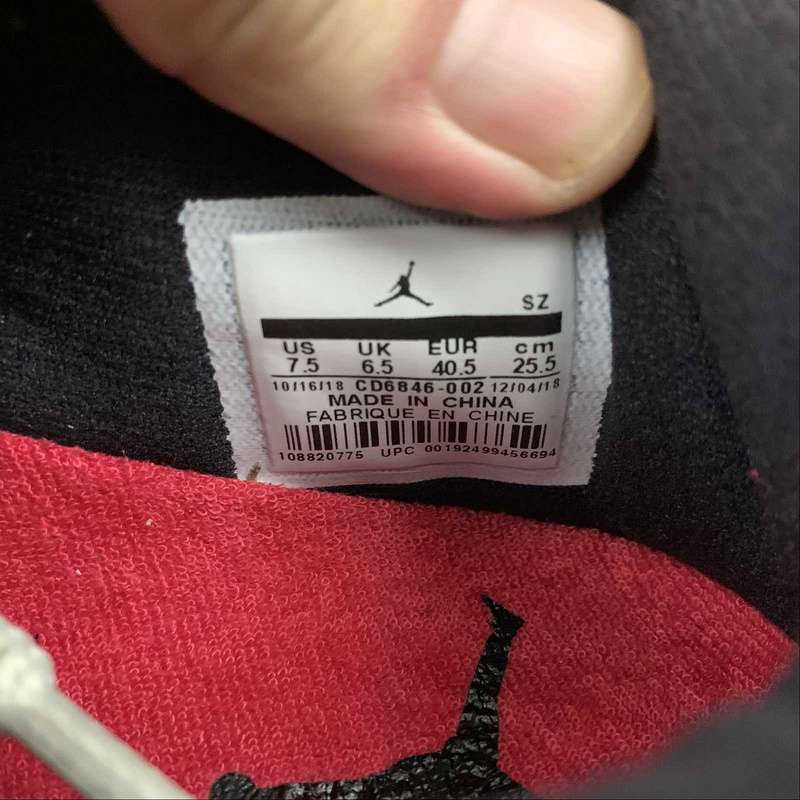 SZ
US UK EUR cm
7.5 6.5 40.5 25.5
10/16/18 CD6846-002 12/04/18
MADE IN CHINA
FABRIQUE EN CHINE
108820775 UPC 00192499456694